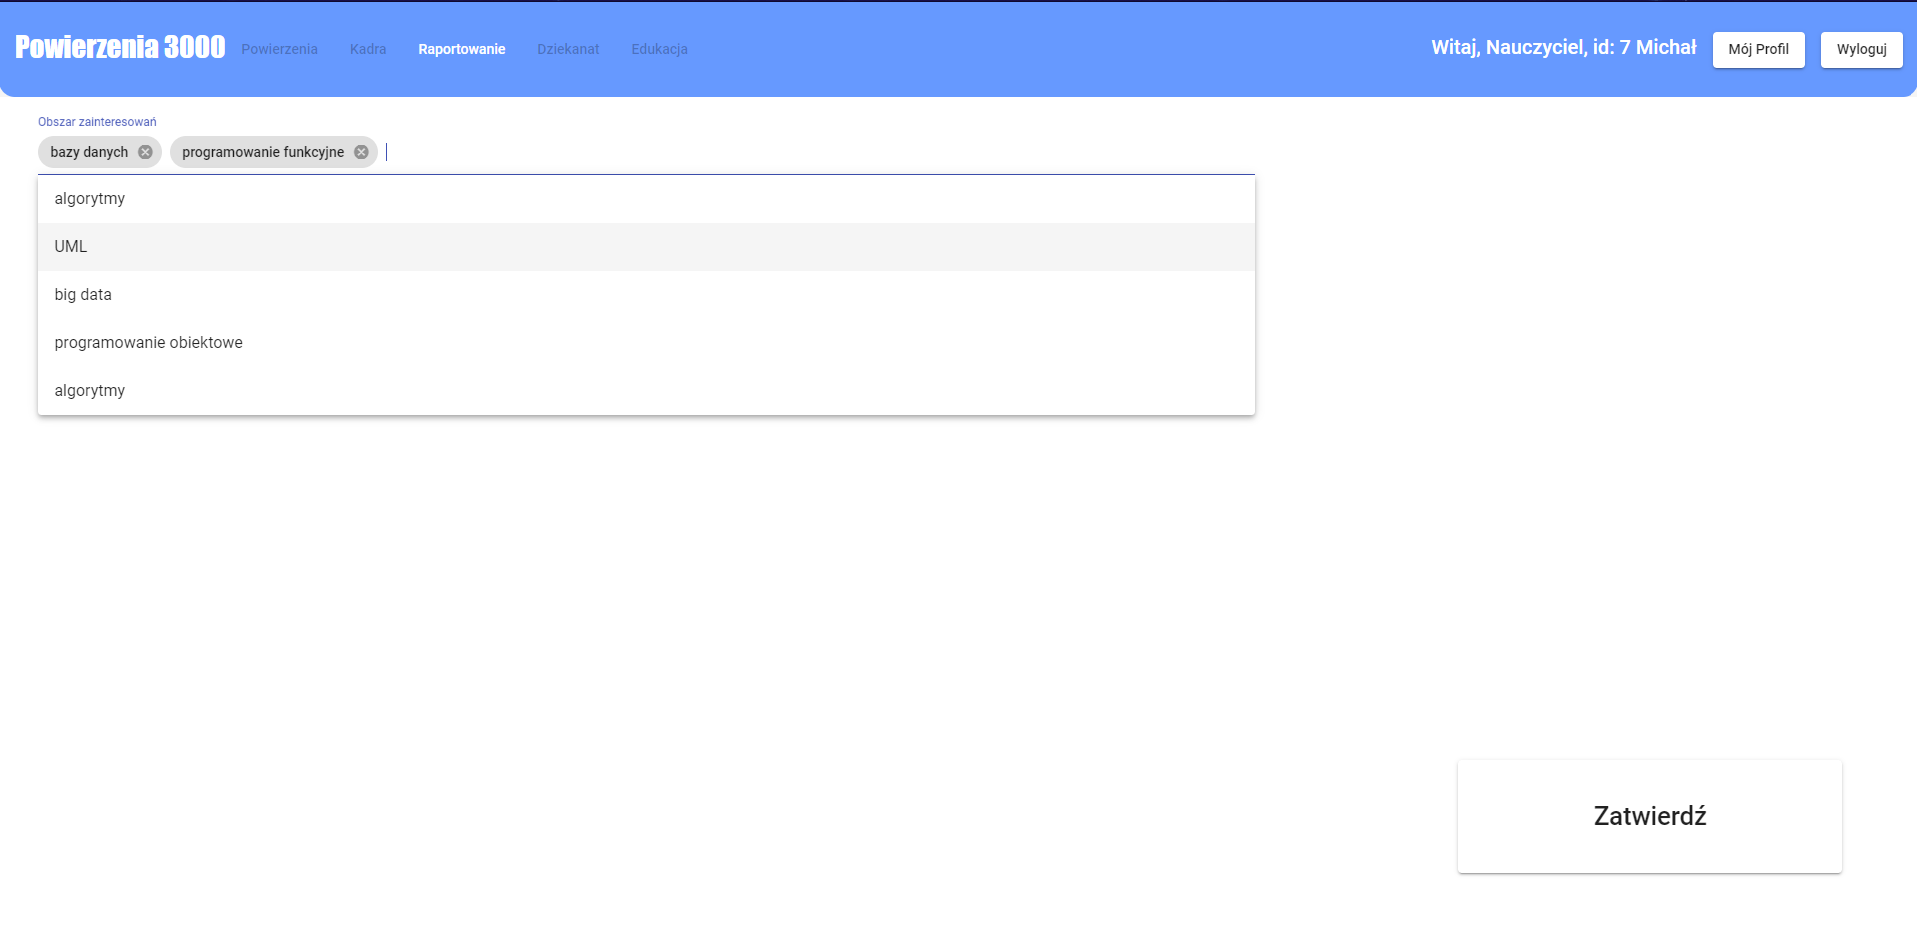 Powierzenia 3000 Powierzenia Kadra Raportowanie Dziekanat Edukacja Witaj, Nauczyciel, id: 7 Michał Mój Profil Wyloguj
Obszar zainteresowań
bazy danych programowanie funkcyjne
algorytmy
UML
big data
programowanie obiektowe
algorytmy
Zatwierdź